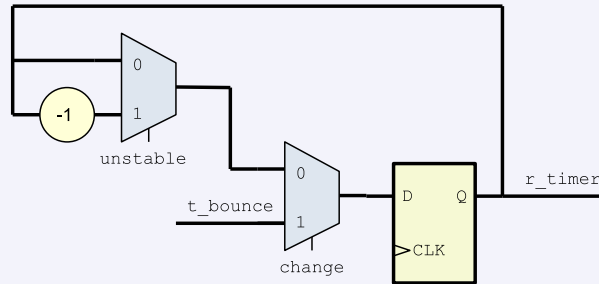 0
-1
1
unstable
0
t_bounce
1
change
D
Q
CLK
r_timer